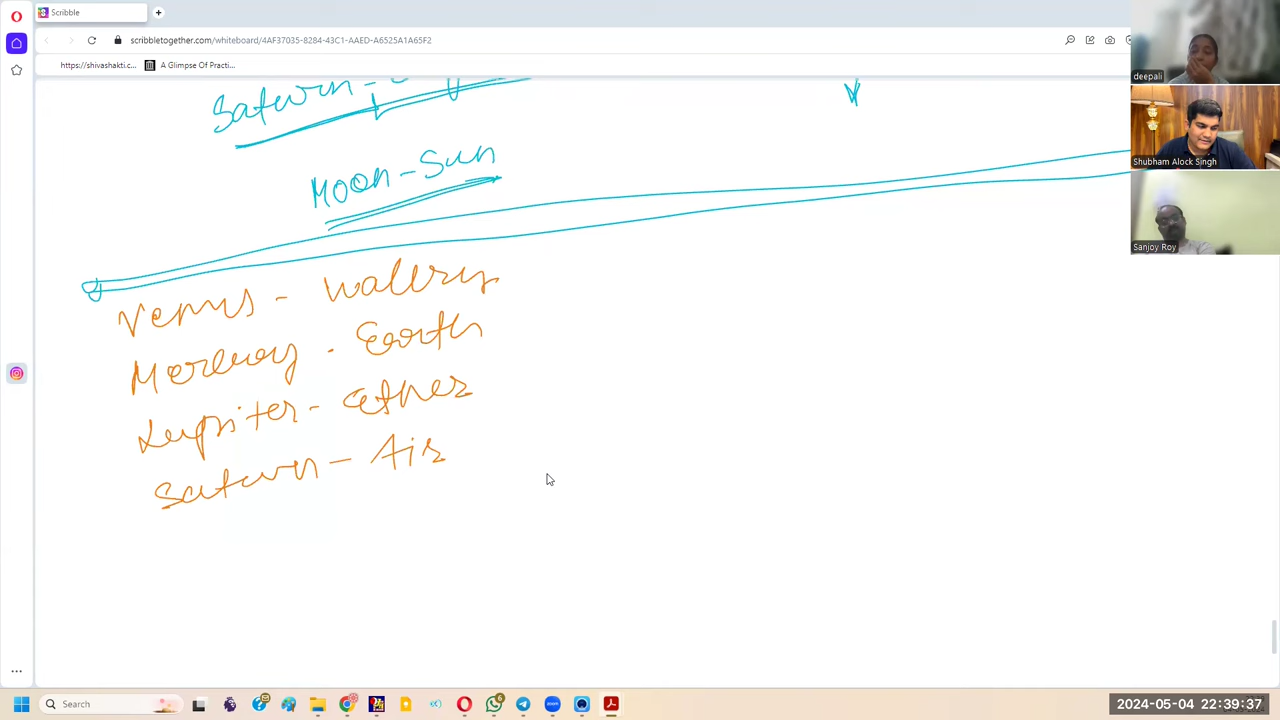 Scribble
scribbletogether.com/whiteboard/4AF37035-8284-43C1-AAED-A6525A1A65F2
https://shivashakti.c... A Glimpse Of Practi...
deepali
Shubham Alock Singh
Sanjoy Roy
Saturn -
Moon - Sun
Venus - Watery
Mercury - Earth
Jupiter - Ether
Saturn - Air
Search
2024-05-04 22:39:37